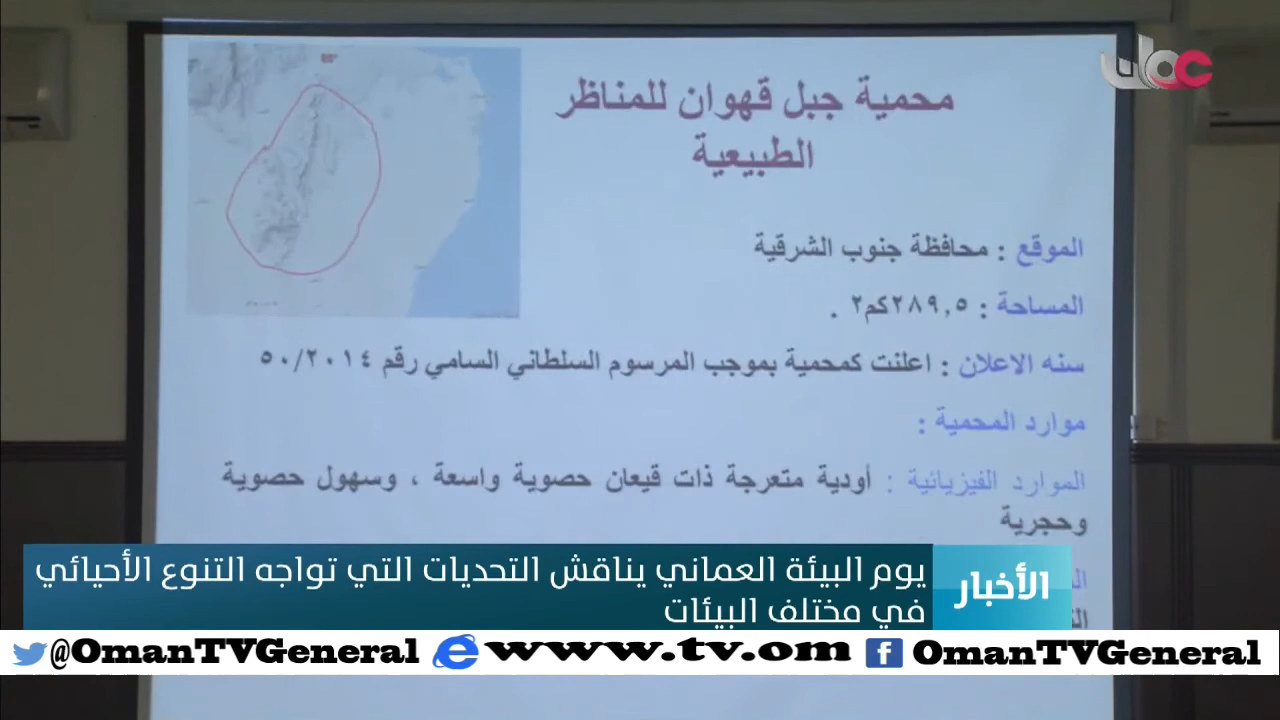 محمية جبل قهوان للمناظر
الطبيعية
الموقع : محافظة جنوب الشرقية
المساحة : ٢٨٩,٥كم٢ .
سنه الاعلان : اعلنت كمحمية بموجب المرسوم السلطاني السامي رقم ٥٠/٢٠١٤
موارد المحمية :
الموارد الفيزيائية : أودية متعرجة ذات قيعان حصوية واسعة ، وسهول حصوية
وحجرية
الأخبار
يوم البيئة العماني يناقش التحديات التي تواجه التنوع الأحيائي
في مختلف البيئات
@OmanTVGeneral www.tv.om OmanTVGeneral